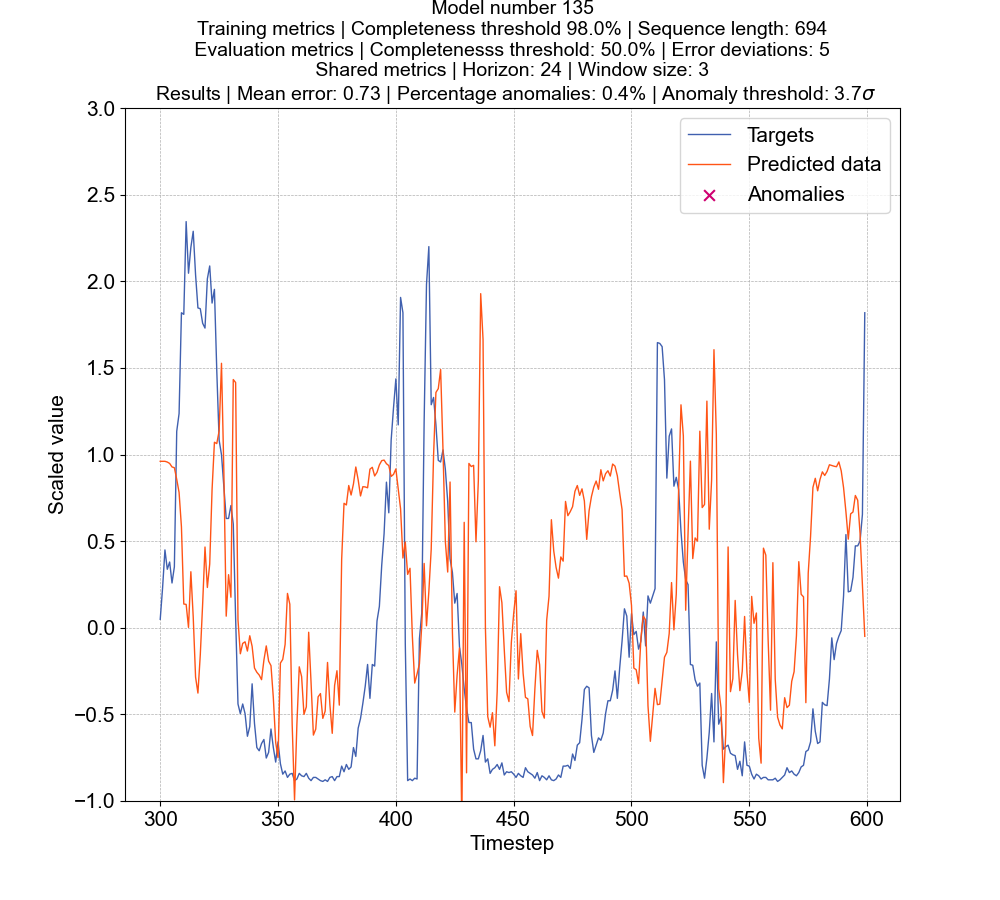 Model number 135
Training metrics | Completeness threshold 98.0% | Sequence length: 694
Evaluation metrics | Completenesss threshold: 50.0% | Error deviations: 5
Shared metrics | Horizon: 24 | Window size: 3
Results | Mean error: 0.73 | Percentage anomalies: 0.4% | Anomaly threshold: 3.7σ
Targets
Predicted data
Anomalies
Scaled value
3.0
2.5
2.0
1.5
1.0
0.5
0.0
−0.5
−1.0
300 350 400 450 500 550 600
Timestep